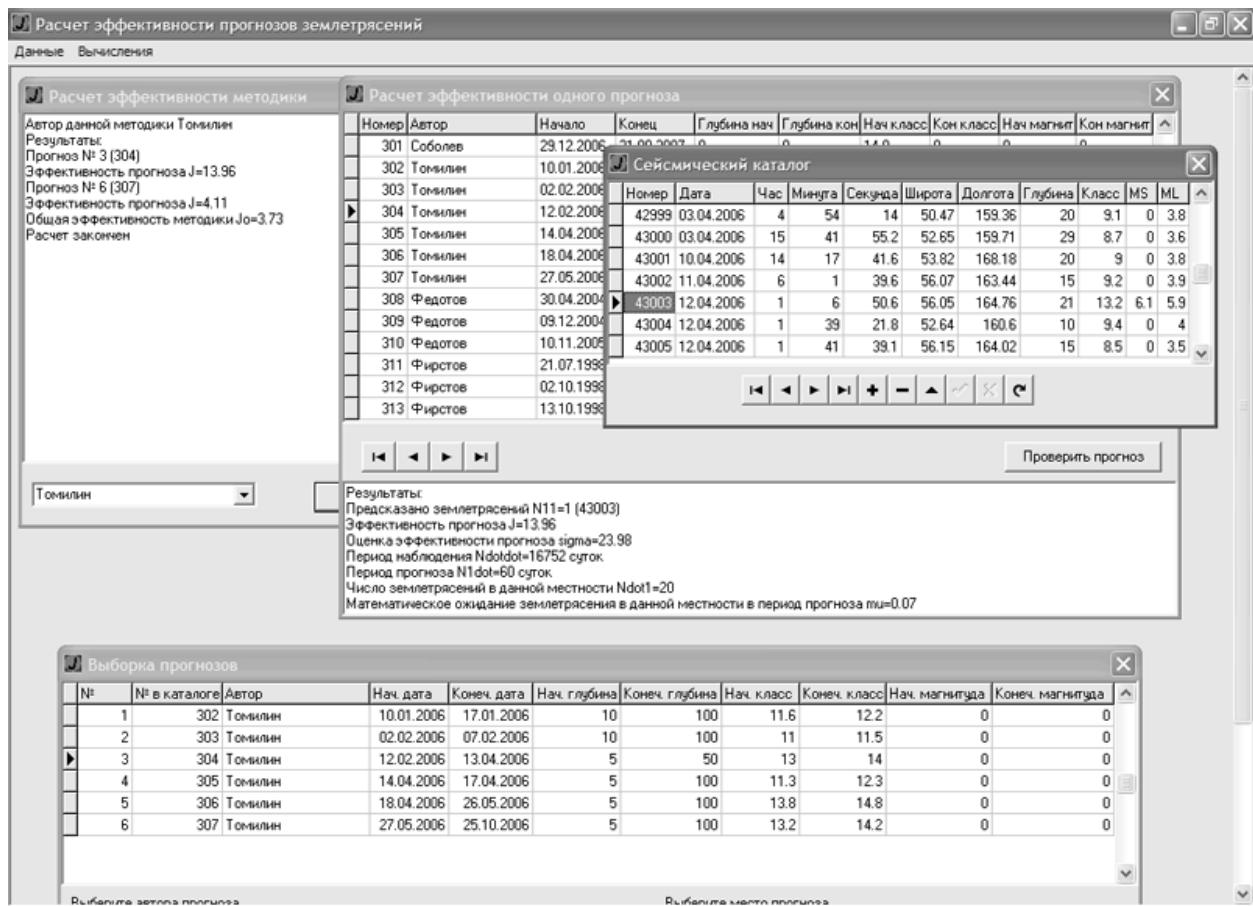 Расчет эффективности прогнозов землетрясений
Данные Вычисления
Расчет эффективности методики
Автор данной методики Томилин
Результаты:
Прогноз № 3 (304)
Эффективность прогноза J=13.96
Прогноз № 6 (307)
Эффективность прогноза J=4.11
Общая эффективность методики Jo=3.73
Расчет закончен
Томилин
Расчет эффективности одного прогноза
Номер Автор Начало Конец Глубина нач Глубина кон Нач класс Кон класс Нач магнит Кон магнит
301 Соболев 29.12.2006
302 Томилин 10.01.2006
303 Томилин 02.02.2006
304 Томилин 12.02.2006
305 Томилин 14.04.2006
306 Томилин 18.04.2006
307 Томилин 27.05.2006
308 Федотов 30.04.2004
309 Федотов 09.12.2004
310 Федотов 10.11.2005
311 Фирстов 21.07.1998
312 Фирстов 02.10.1998
313 Фирстов 13.10.1998
Сейсмический каталог
Номер Дата Час Минута Секунда Широта Долгота Глубина Класс MS ML
42999 03.04.2006 4 54 14 50.47 159.36 20 9.1 0 3.8
43000 03.04.2006 15 41 55.2 52.65 159.71 29 8.7 0 3.6
43001 10.04.2006 14 17 41.6 53.82 168.18 20 9 0 3.8
43002 11.04.2006 6 1 39.6 56.07 163.44 15 9.2 0 3.9
43003 12.04.2006 1 6 50.6 56.05 164.76 21 13.2 6.1 5.9
43004 12.04.2006 1 39 21.8 52.64 160.6 10 9.4 0 4
43005 12.04.2006 1 41 39.1 56.15 164.02 15 8.5 0 3.5
Проверить прогноз
Результаты:
Предсказано землетрясений N11=1 (43003)
Эффективность прогноза J=13.96
Оценка эффективности прогноза sigma=23.98
Период наблюдения Ndotdot=16752 суток
Период прогноза N1dot=60 суток
Число землетрясений в данной местности Ndot1=20
Математическое ожидание землетрясения в данной местности в период прогноза mu=0.07
Выборка прогнозов
№ № в каталоге Автор Нач. дата Конеч. дата Нач. глубина Конеч. глубина Нач. класс Конеч. класс Нач. магнитуда Конеч. магнитуда
1 302 Томилин 10.01.2006 17.01.2006 10 100 11.6 12.2 0 0
2 303 Томилин 02.02.2006 07.02.2006 10 100 11 11.5 0 0
3 304 Томилин 12.02.2006 13.04.2006 5 50 13 14 0 0
4 305 Томилин 14.04.2006 17.04.2006 5 100 11.3 12.3 0 0
5 306 Томилин 18.04.2006 26.05.2006 5 100 13.8 14.8 0 0
6 307 Томилин 27.05.2006 25.10.2006 5 100 13.2 14.2 0 0
Выберите автора прогноза Выберите место прогноза